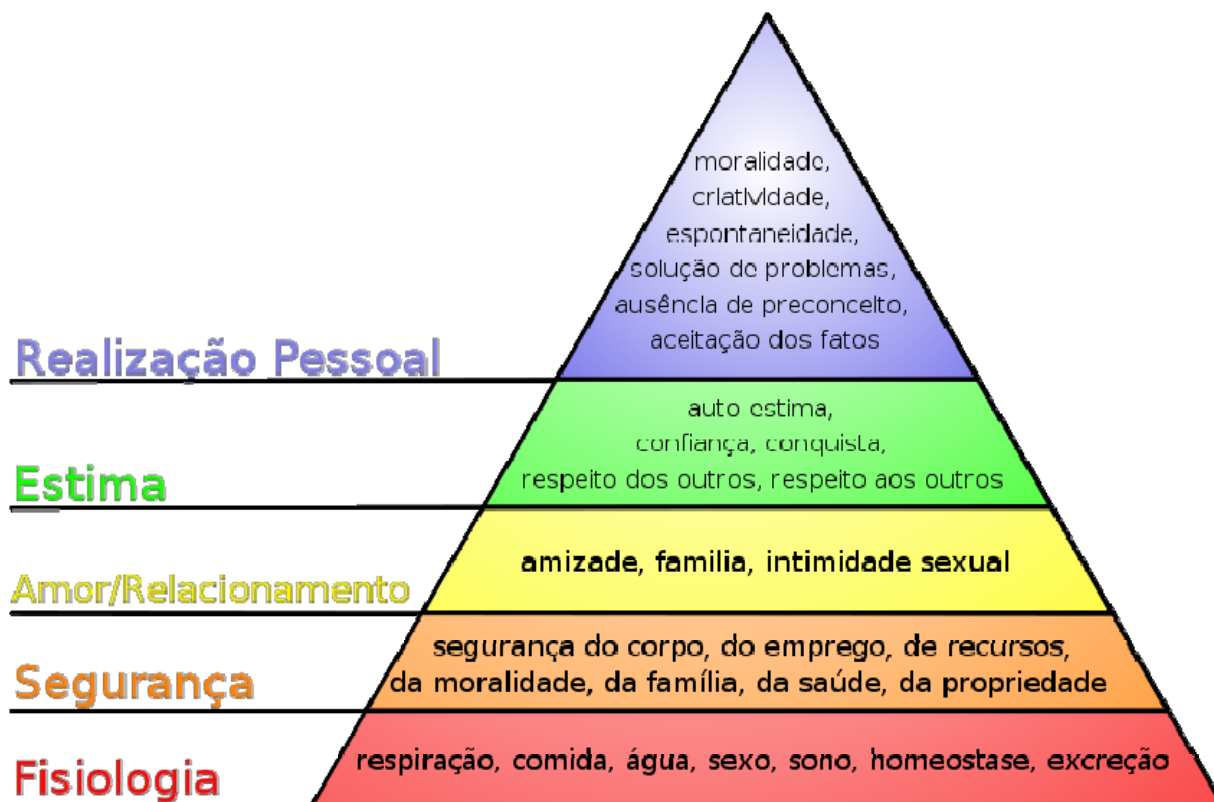 moralidade,
criatividade,
espontaneidade,
solução de problemas,
ausência de preconceito,
aceitação dos fatos
Realização Pessoal
auto estima,
confiança, conquista,
respeito dos outros, respeito aos outros
Estima
amizade, familia, intimidade sexual
Amor/Relacionamento
segurança do corpo, do emprego, de recursos,
da moralidade, da família, da saúde, da propriedade
Segurança
respiração, comida, água, sexo, sono, homeostase, excreção
Fisiologia